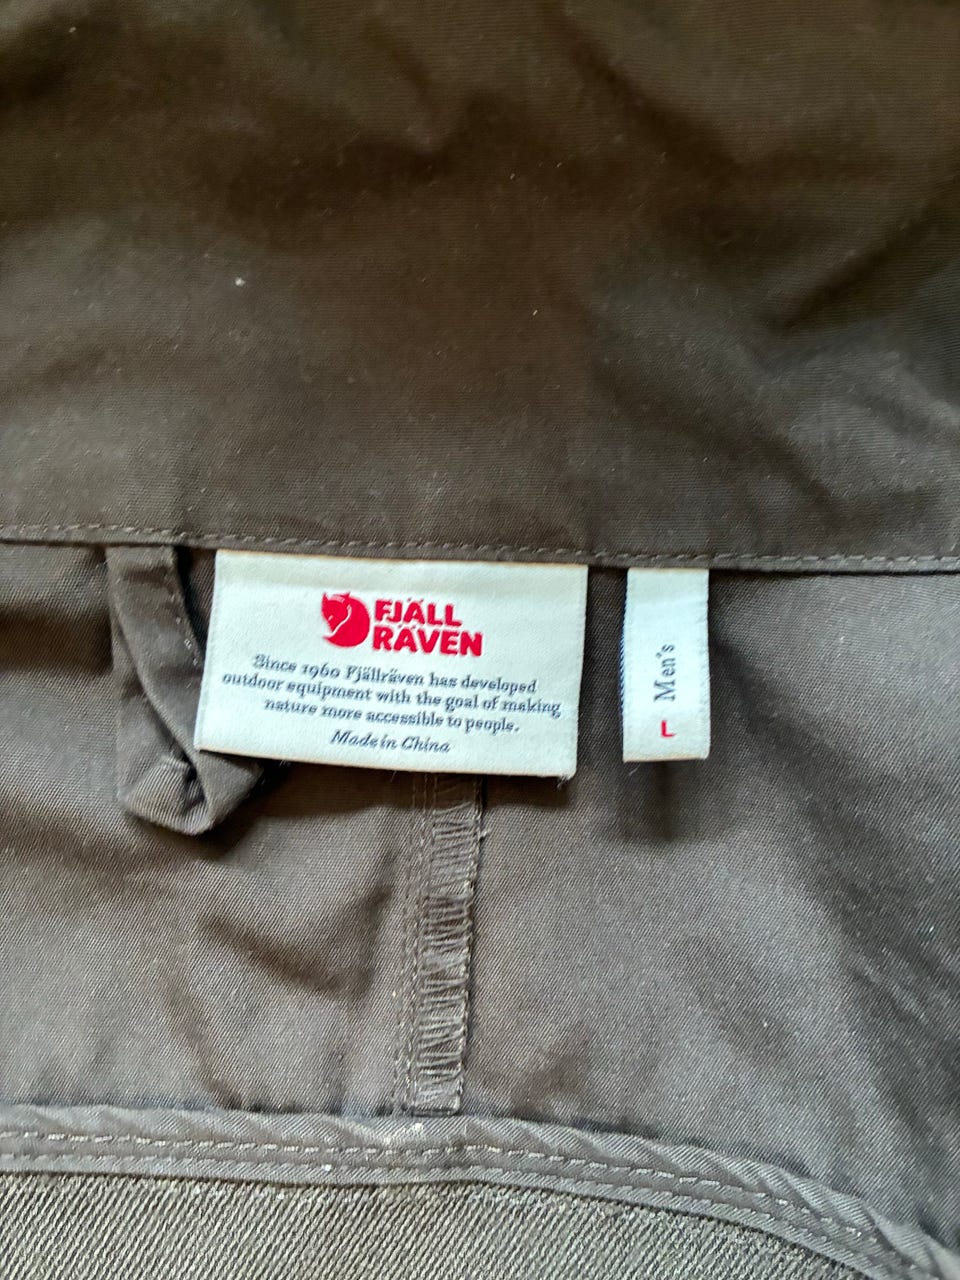 FJÄLL
RÄVEN
Since 1960 Fjällräven has developed
outdoor equipment with the goal of making
nature more accessible to people.
Made in China
Men's
L